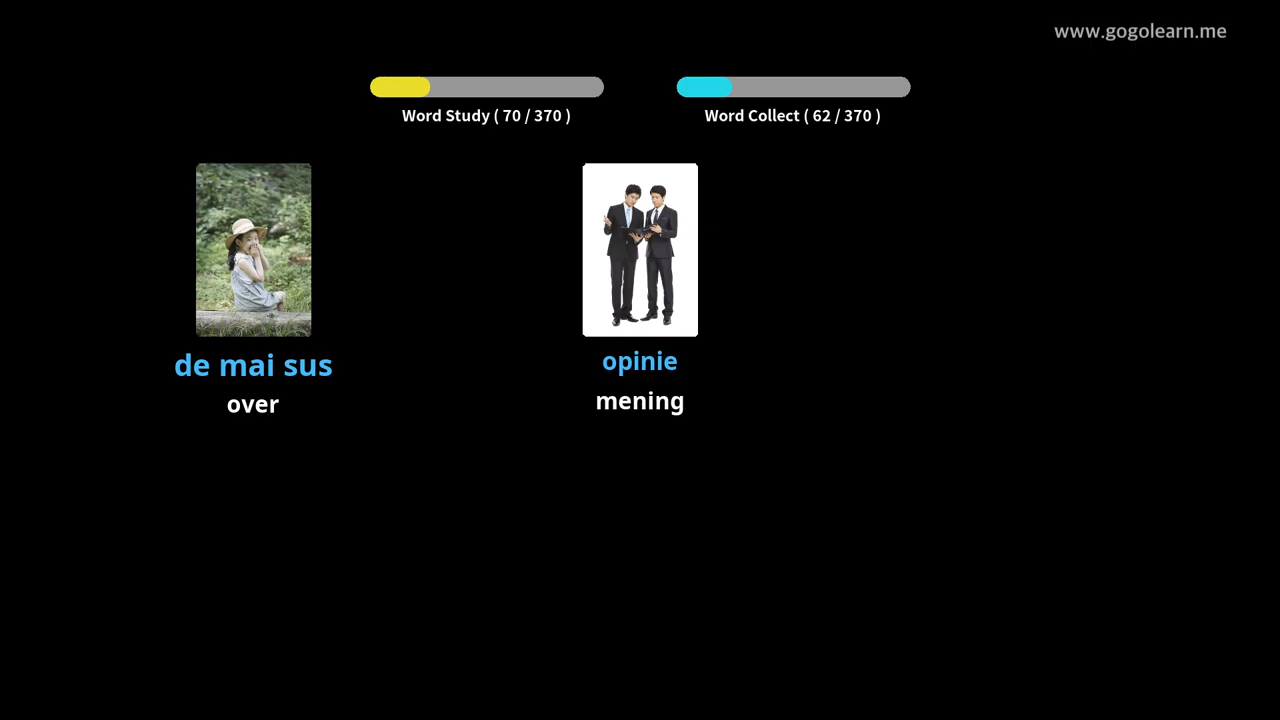 www.gogolearn.me
Word Study ( 70 / 370 )
Word Collect ( 62 / 370 )
de mai sus
over
opinie
mening